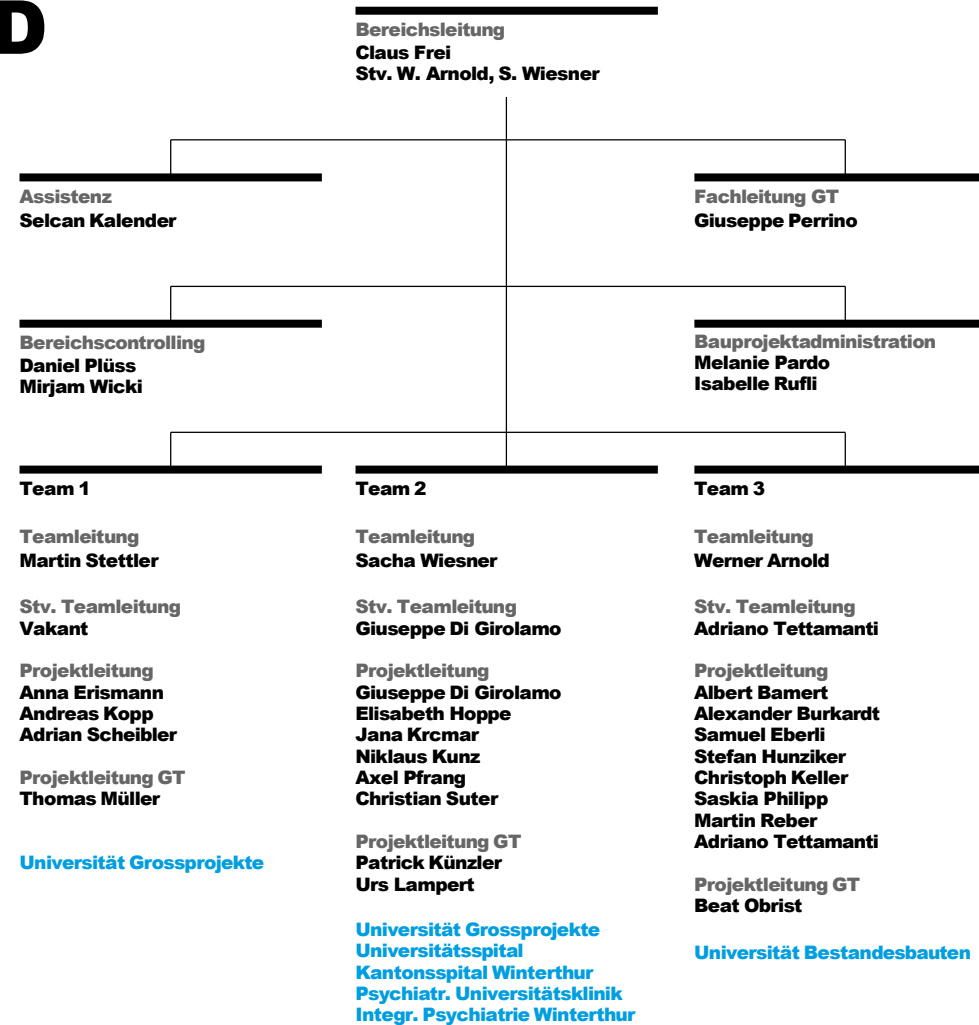 D
Bereichsleitung
Claus Frei
Stv. W. Arnold, S. Wiesner
Assistenz
Selcan Kalender
Fachleitung GT
Giuseppe Perrino
Bereichscontrolling
Daniel Plüss
Mirjam Wicki
Bauprojektadministration
Melanie Pardo
Isabelle Rufli
Team 1
Teamleitung
Martin Stettler
Stv. Teamleitung
Vakant
Projektleitung
Anna Erismann
Andreas Kopp
Adrian Scheibler
Projektleitung GT
Thomas Müller
Universität Grossprojekte
Team 2
Teamleitung
Sacha Wiesner
Stv. Teamleitung
Giuseppe Di Girolamo
Projektleitung
Giuseppe Di Girolamo
Elisabeth Hoppe
Jana Krcmar
Niklaus Kunz
Axel Pfrang
Christian Suter
Projektleitung GT
Patrick Künzler
Urs Lampert
Universität Grossprojekte
Universitätsspital
Kantonsspital Winterthur
Psychiatr. Universitätsklinik
Integr. Psychiatrie Winterthur
Team 3
Teamleitung
Werner Arnold
Stv. Teamleitung
Adriano Tettamanti
Projektleitung
Albert Bamert
Alexander Burkardt
Samuel Eberli
Stefan Hunziker
Christoph Keller
Saskia Philipp
Martin Reber
Adriano Tettamanti
Projektleitung GT
Beat Obrist
Universität Bestandesbauten